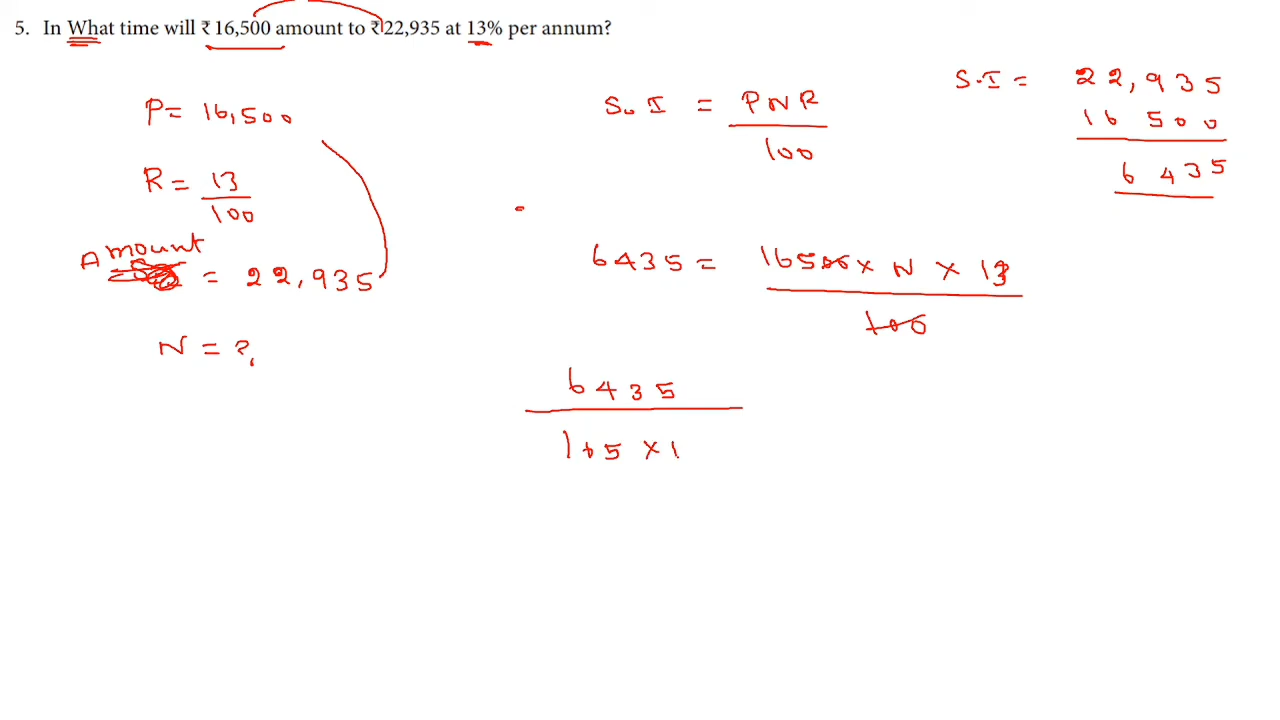 5. In What time will ₹ 16,500 amount to ₹ 22,935 at 13% per annum?
P = 16,500
R = 13
100
Amount
= 22,935
N = ?
S. I = PNR
100
6435 = 16500 × N × 13
100
6435
165 × 1
S.I = 22,935
16 500
6 435